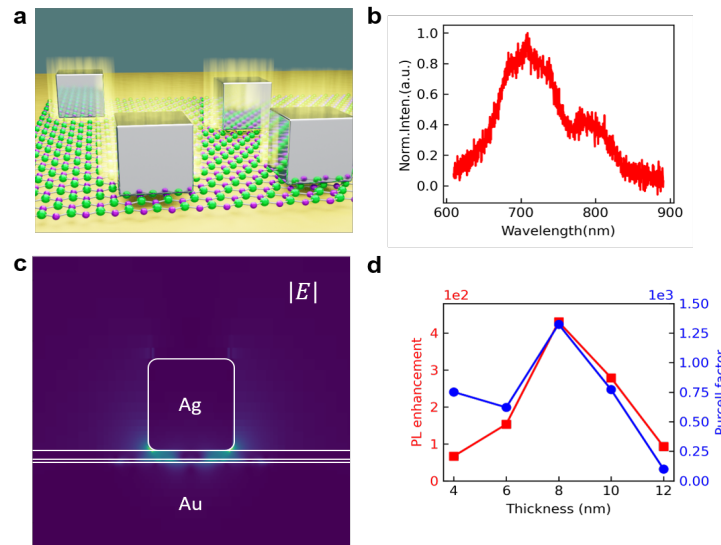 a
b
Norm.Inten.(a.u.)
1.0
0.8
0.6
0.4
0.2
0.0
600
700
800
900
Wavelength(nm)
c
|E|
Ag
Au
d
1e2
1e3
PL enhancement
4
3
2
1
0
1.50
1.25
1.00
0.75
0.50
0.25
0.00
Purcell factor
4
6
8
10
12
Thickness (nm)